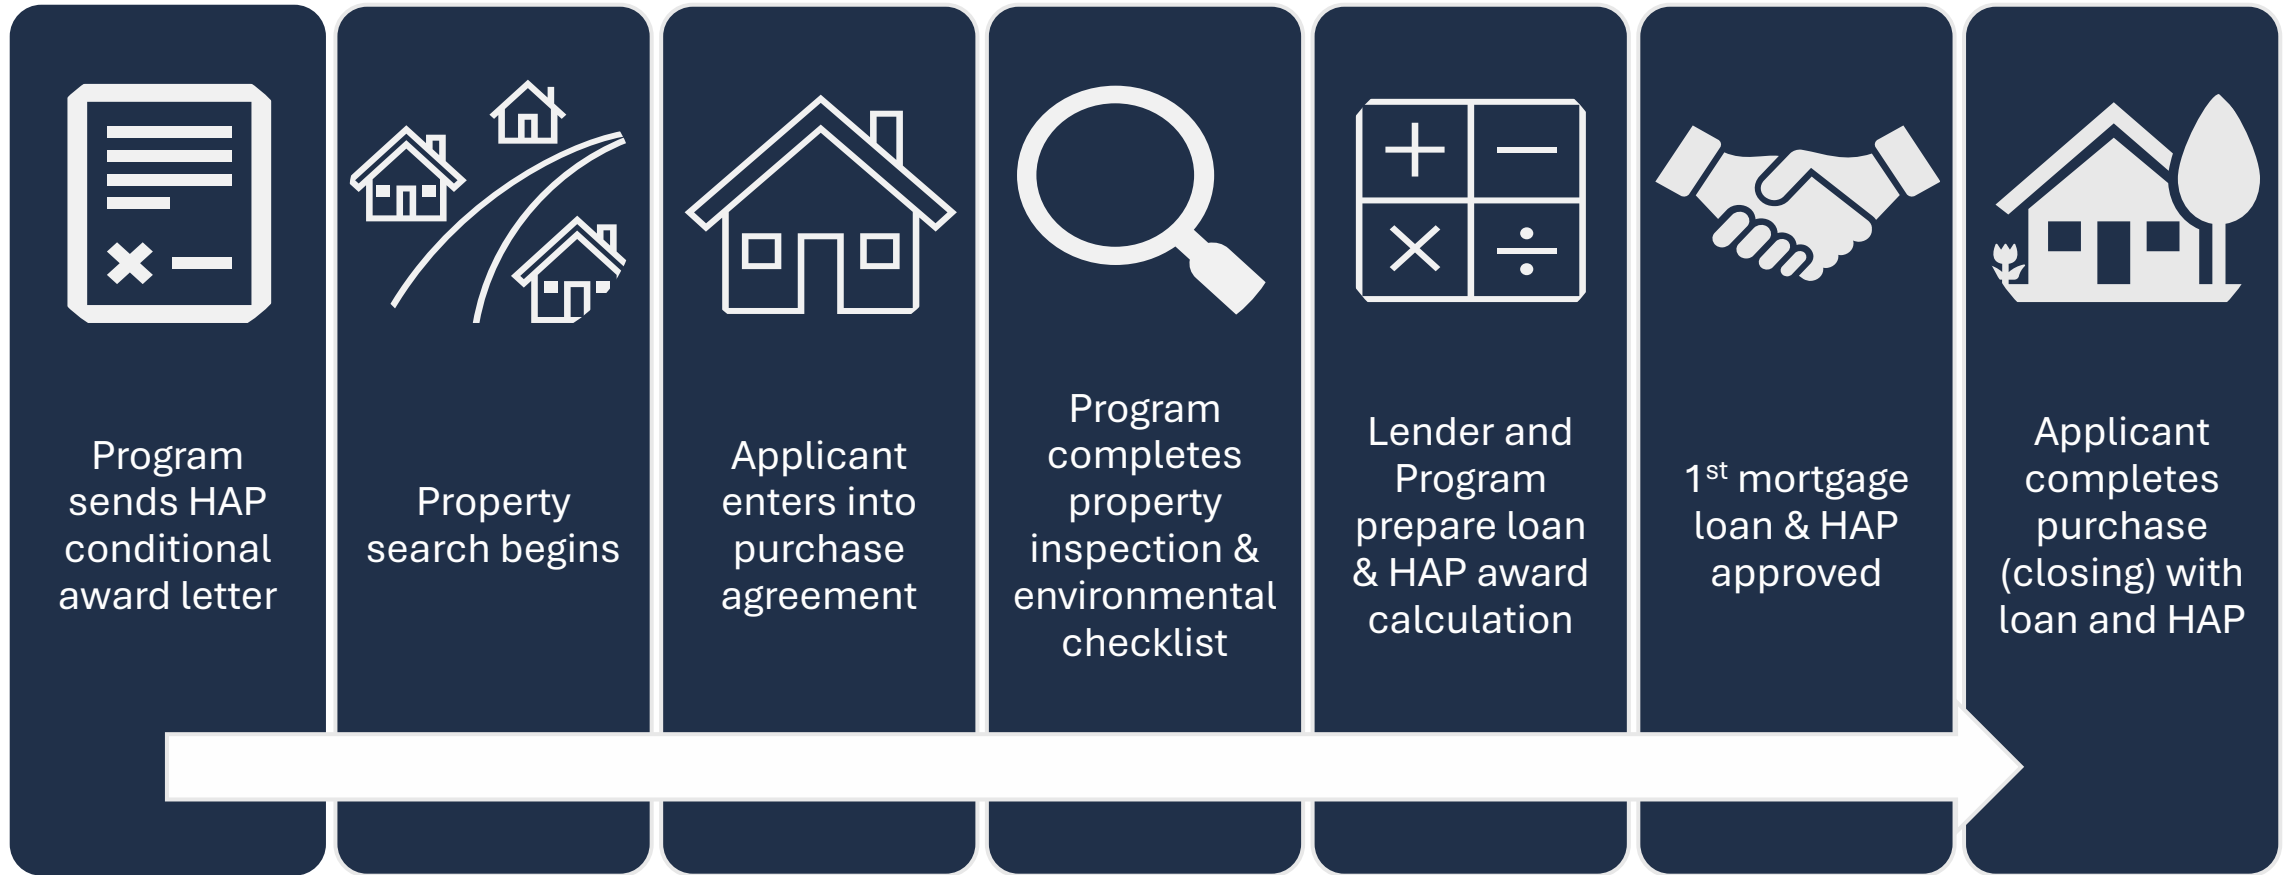 Program
sends HAP
conditional
award letter
Property
search begins
Applicant
enters into
purchase
agreement
Program
completes
property
inspection &
environmental
checklist
Lender and
Program
prepare loan
& HAP award
calculation
1st mortgage
loan & HAP
approved
Applicant
completes
purchase
(closing) with
loan and HAP